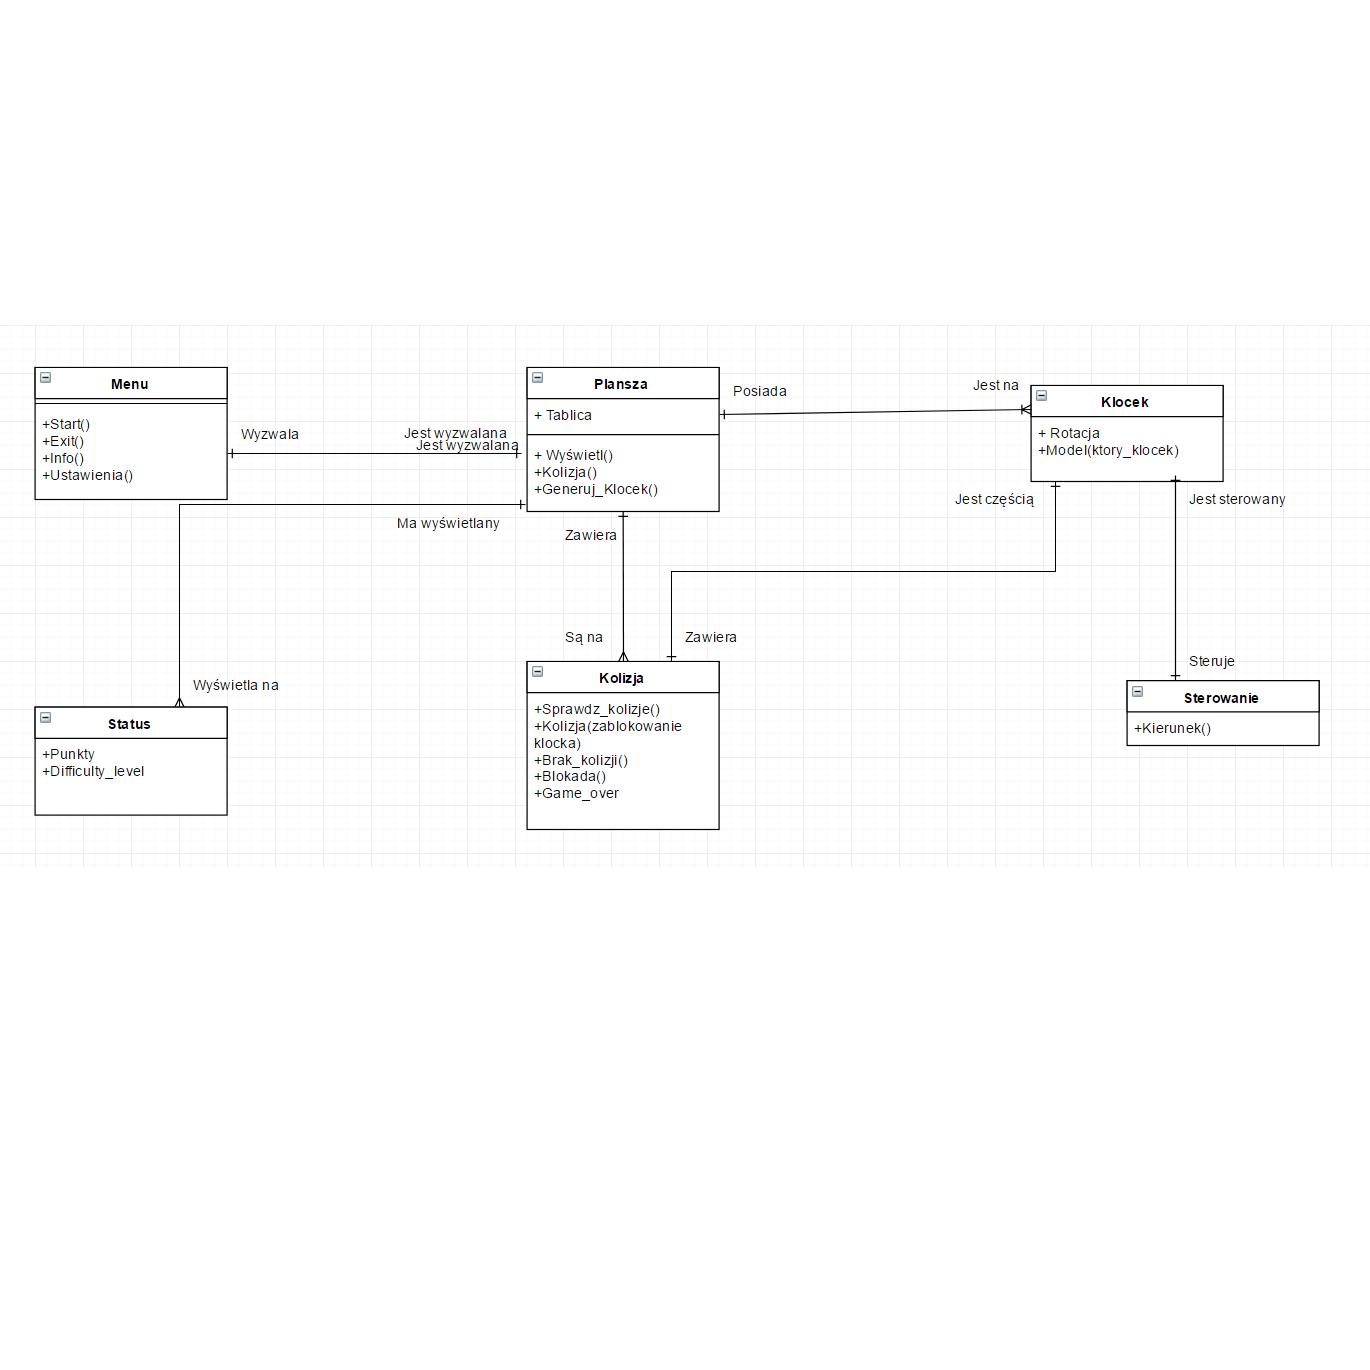 Menu
+Start()
+Exit()
+Info()
+Ustawienia()
Wyzwala
Jest wyzwalana
Jest wyzwalana
Plansza
+ Tablica
+ Wyświetl()
+Kolizja()
+Generuj_Klocek()
Posiada
Jest na
Klocek
+ Rotacja
+Model(ktory_klocek)
Ma wyświetlany
Zawiera
Jest częścią
Jest sterowany
Są na
Zawiera
Steruje
Wyświetla na
Status
+Punkty
+Difficulty_level
Kolizja
+Sprawdz_kolizje()
+Kolizja(zablokowanie
klocka)
+Brak_kolizji()
+Blokada()
+Game_over
Sterowanie
+Kierunek()